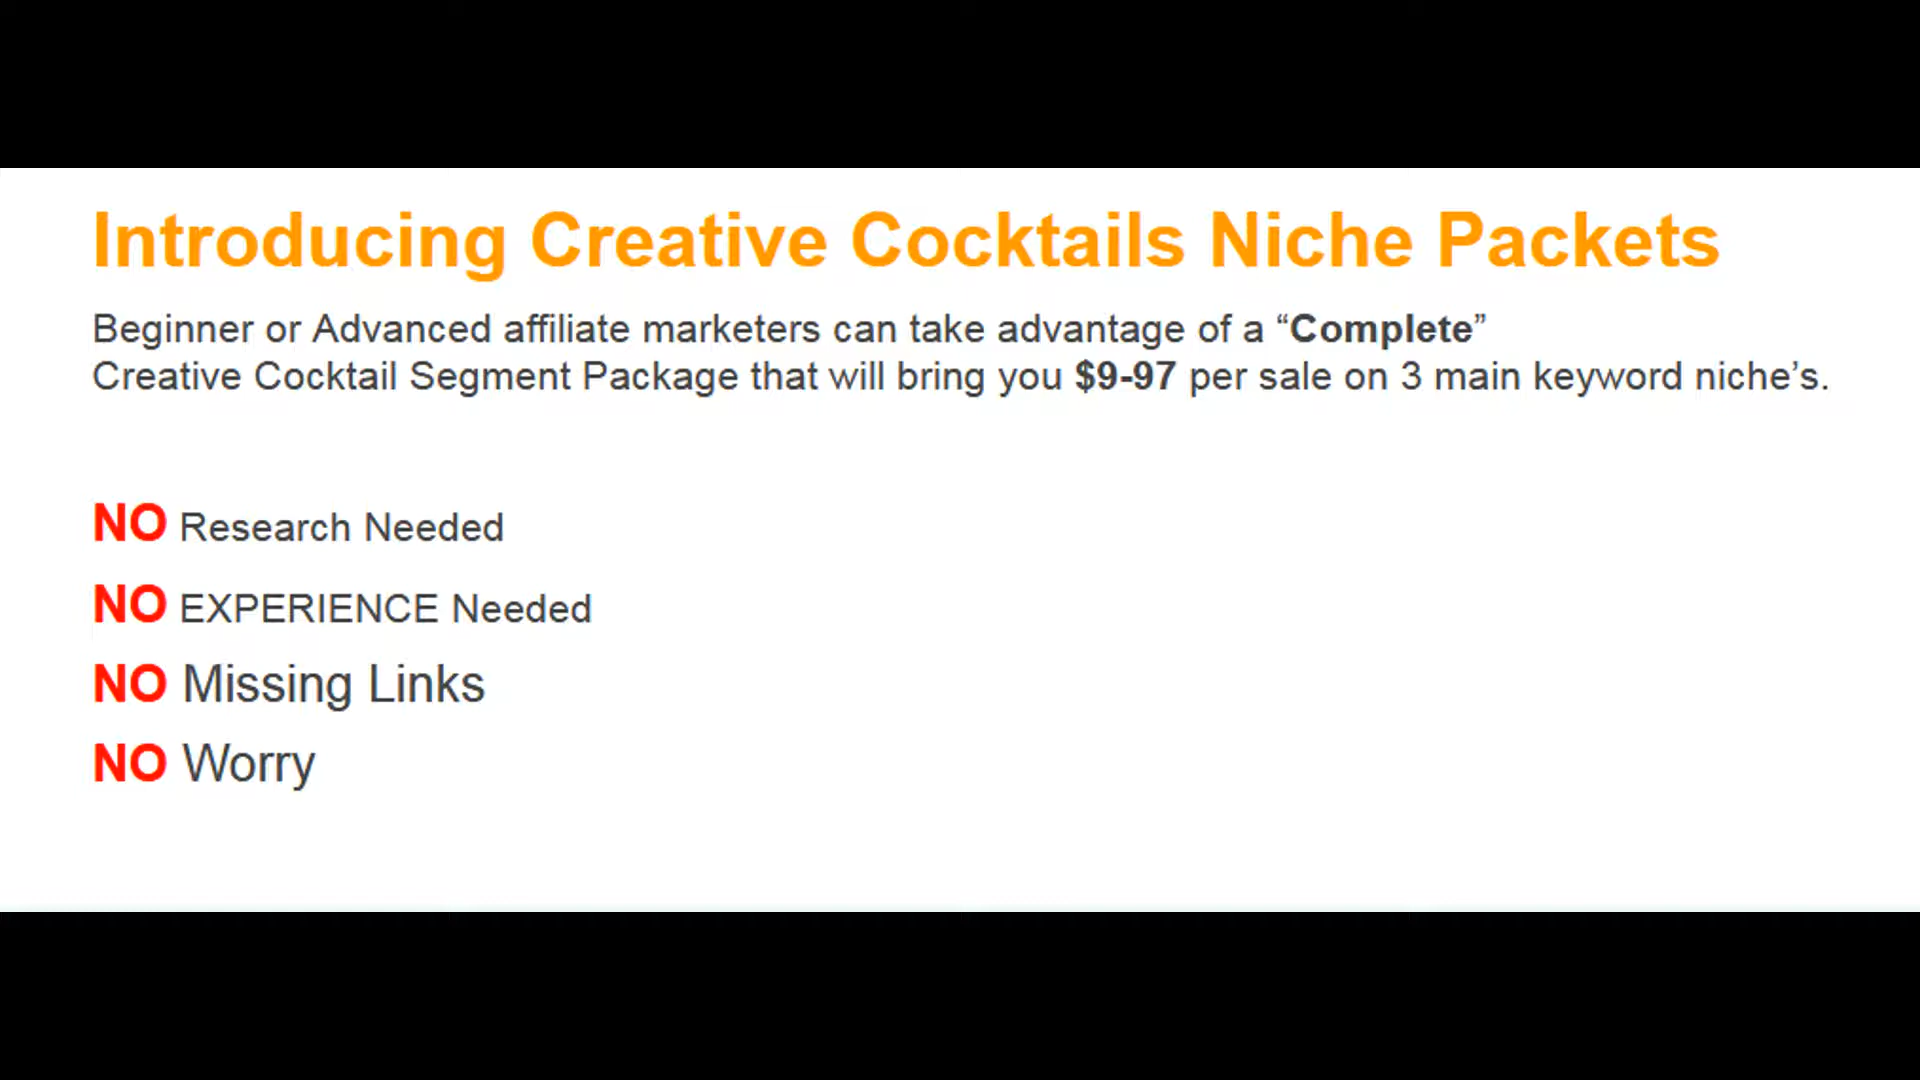 Introducing Creative Cocktails Niche Packets
Beginner or Advanced affiliate marketers can take advantage of a “Complete”
Creative Cocktail Segment Package that will bring you $9-97 per sale on 3 main keyword niche’s.
NO Research Needed
NO EXPERIENCE Needed
NO Missing Links
NO Worry